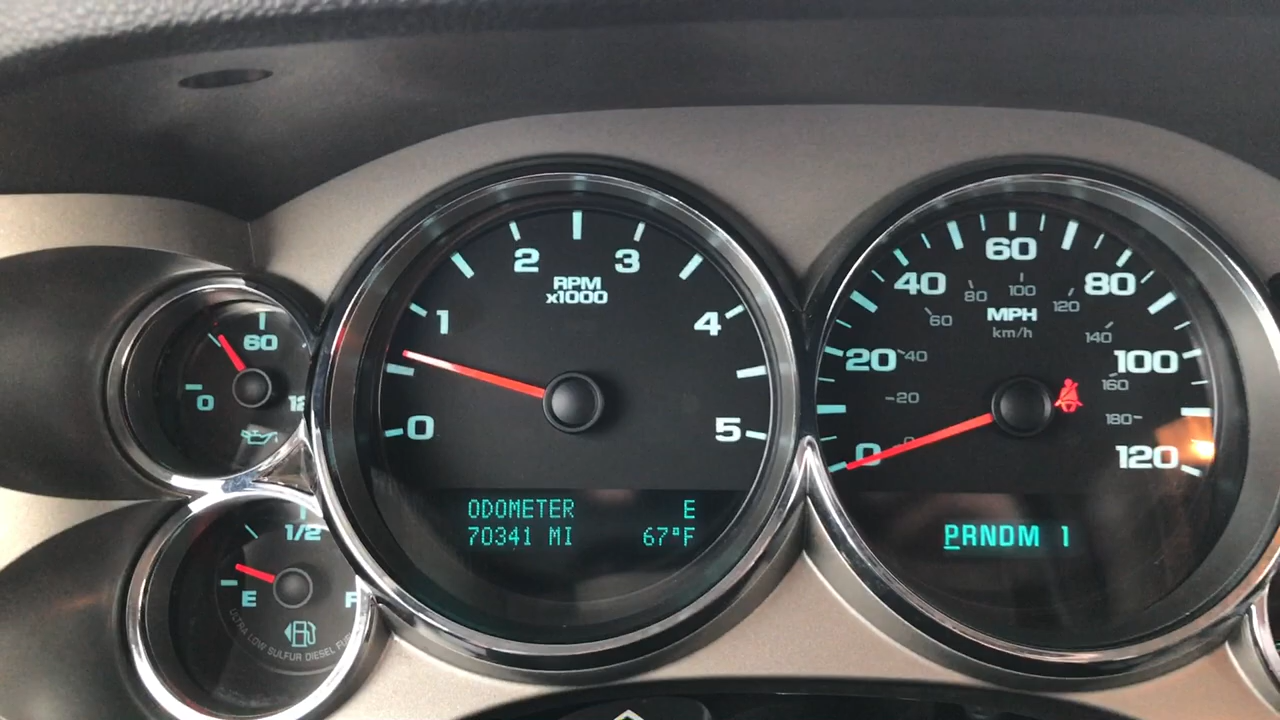 60
0
12
1/2
E
F
ULTRA LOW SULFUR DIESEL FUEL
0
1
2
3
4
5
RPM
x1000
ODOMETER E
70341 MI 67°F
0
20
40
60
80
100
120
0
20
40
60
80
100
120
140
160
180
MPH
km/h
PRNDM 1